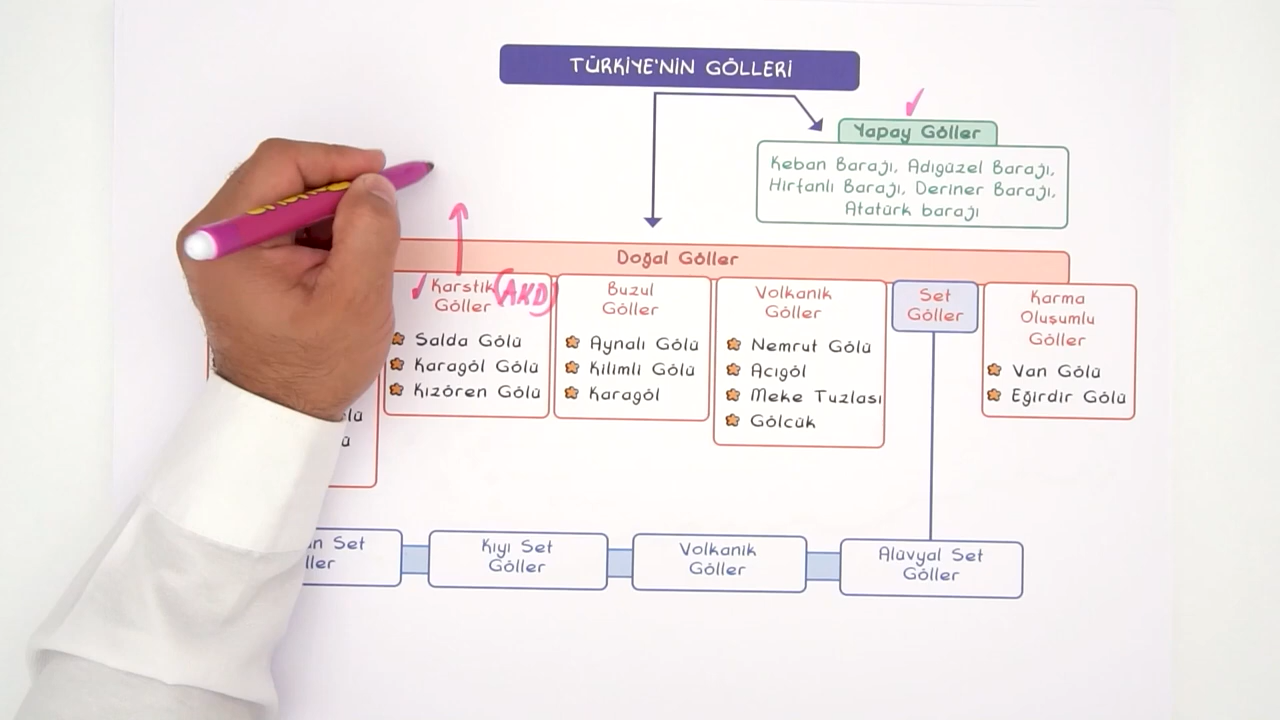 TÜRKİYE'NİN GÖLLERİ
Yapay Göller
Keban Barajı, Adıgüzel Barajı,
Hirfanlı Barajı, Deriner Barajı,
Atatürk barajı
Doğal Göller
Karstik (AKD)
Göller
Salda Gölü
Karagöl Gölü
Kızören Gölü
Buzul
Göller
Aynalı Gölü
Kilimli Gölü
Karagöl
Volkanik
Göller
Nemrut Gölü
Acıgöl
Meke Tuzlası
Gölcük
Set
Göller
Karma
Oluşumlu
Göller
Van Gölü
Eğirdir Gölü
Set
Kıyı Set
Göller
Volkanik
Göller
Alüvyal Set
Göller